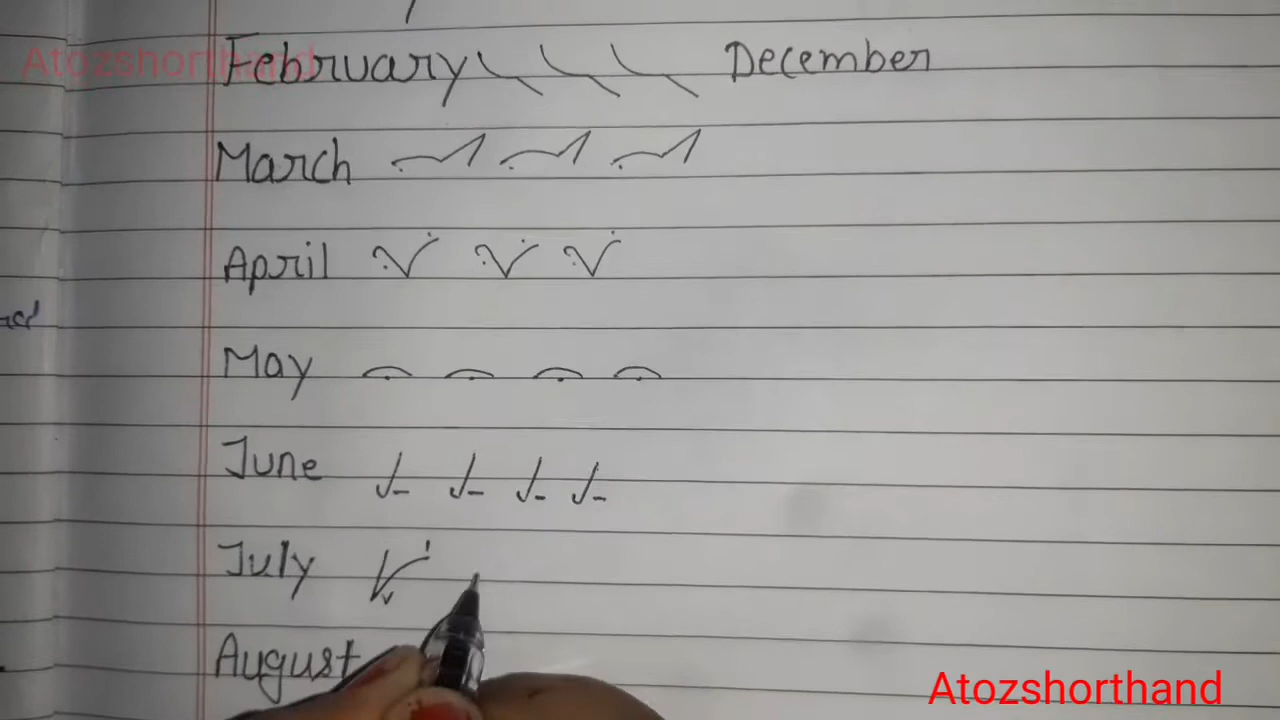 Atozshorthand
February December
March
April
May
June
July
August
Atozshorthand